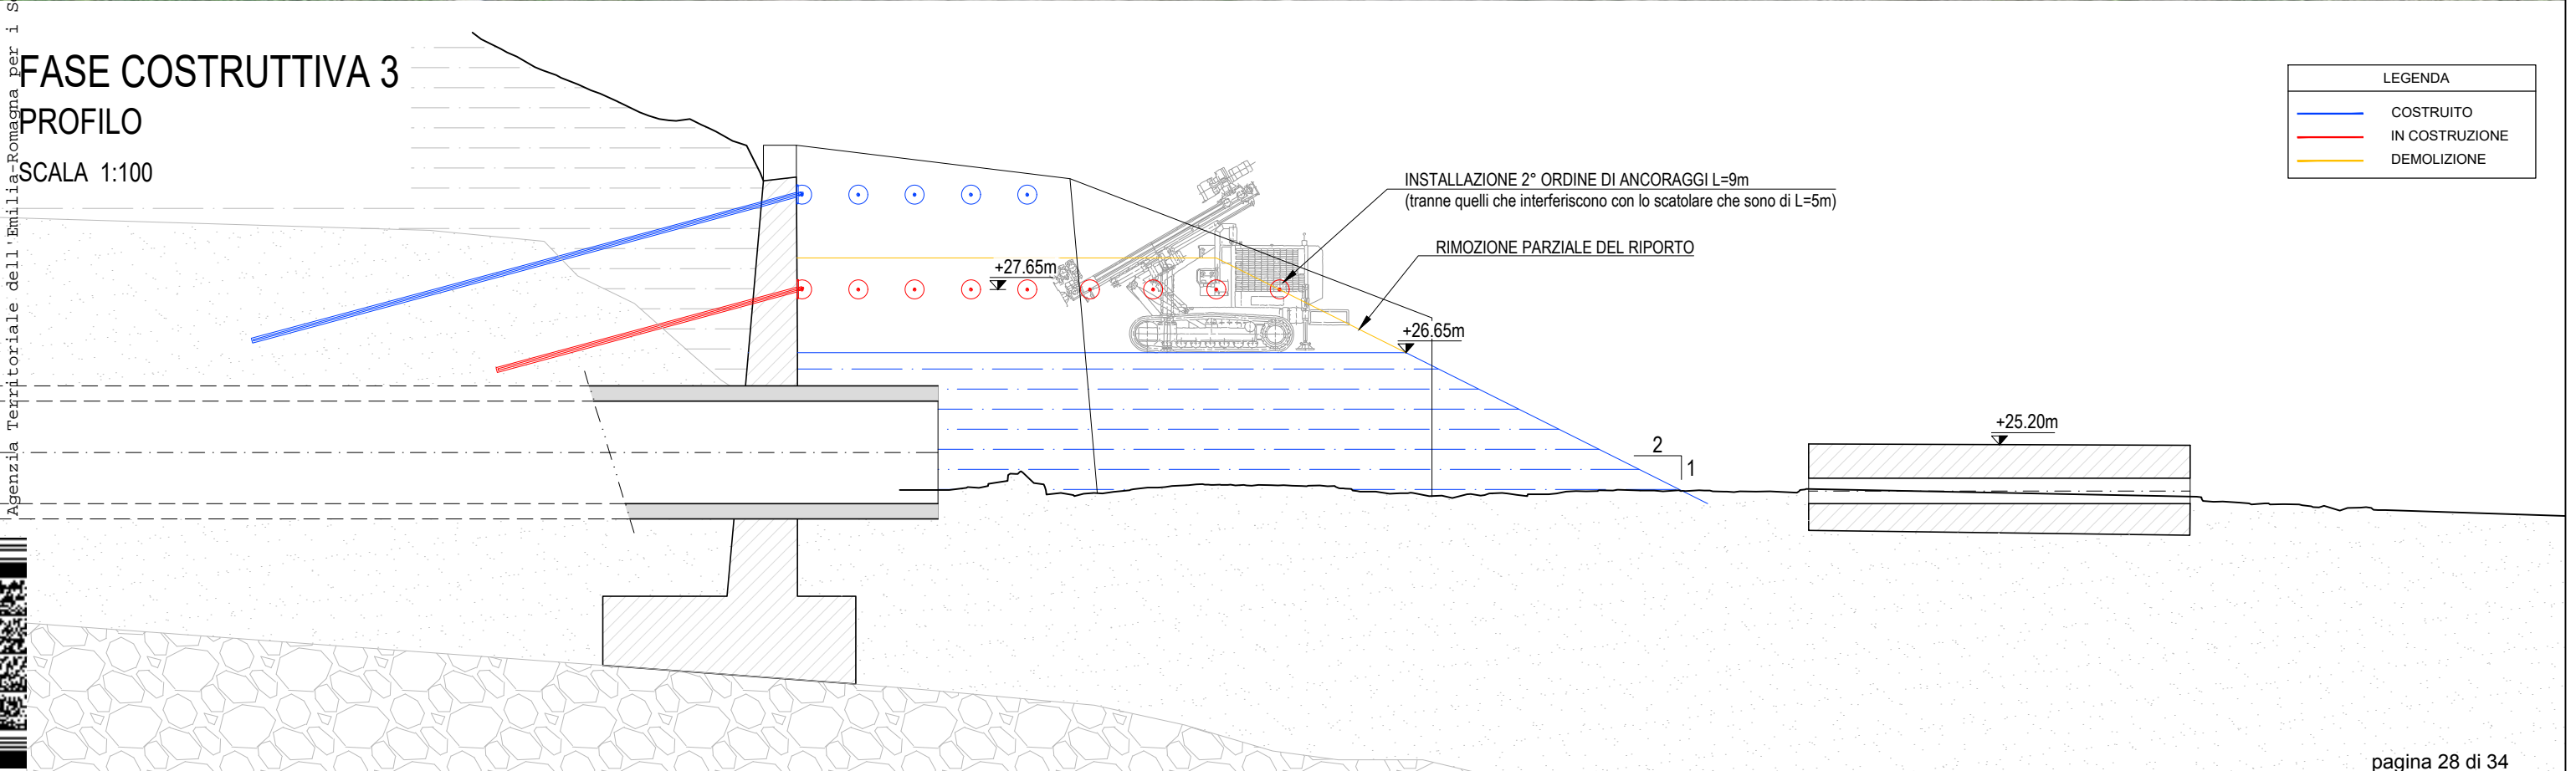 Agenzia Territoriale dell'Emilia-Romagna per i S
FASE COSTRUTTIVA 3
PROFILO
SCALA 1:100
LEGENDA
COSTRUITO
IN COSTRUZIONE
DEMOLIZIONE
INSTALLAZIONE 2° ORDINE DI ANCORAGGI L=9m
(tranne quelli che interferiscono con lo scatolare che sono di L=5m)
RIMOZIONE PARZIALE DEL RIPORTO
+27.65m
+26.65m
+25.20m
2
1
pagina 28 di 34